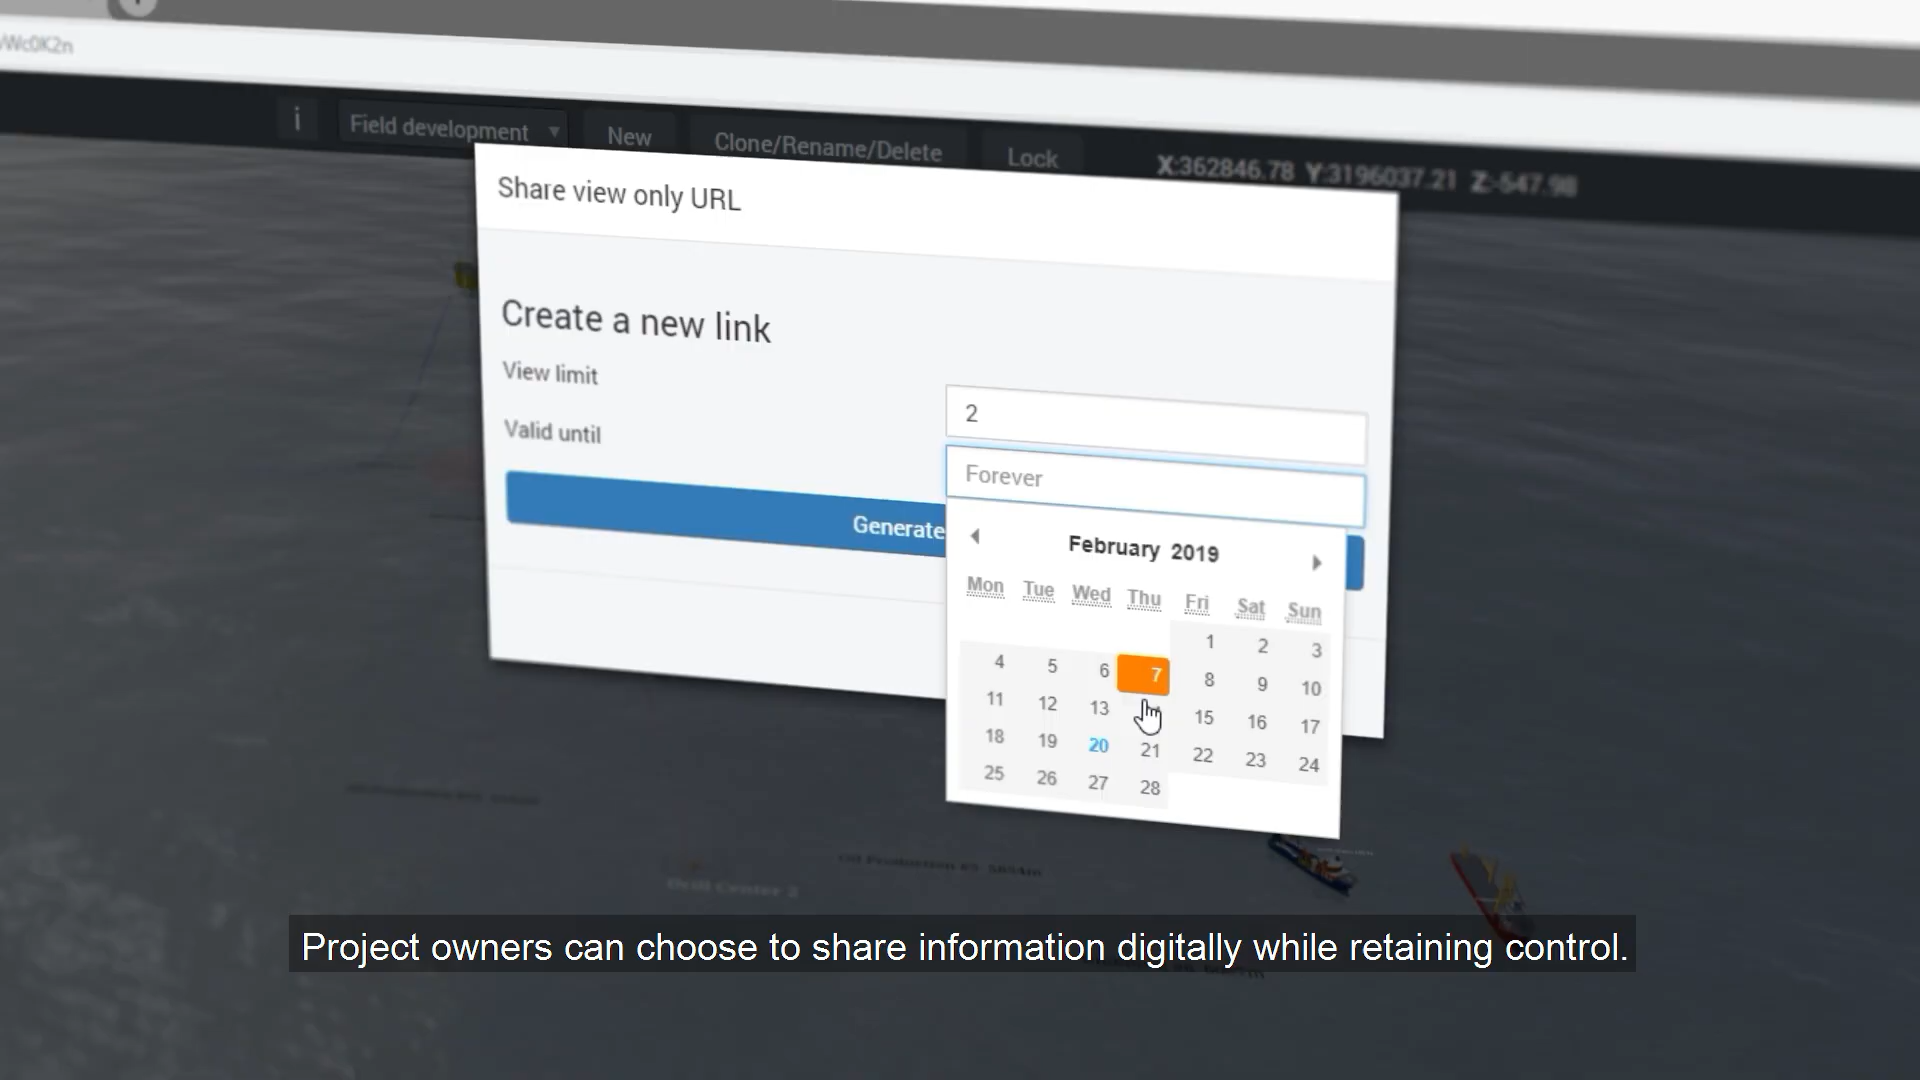 Field development
New
Clone/Rename/Delete
Lock
X:362846.78 Y:3196037.21 Z:-547.98
Share view only URL
Create a new link
View limit
2
Valid until
Forever
Generate
February 2019
Mon Tue Wed Thu Fri Sat Sun
1 2 3
4 5 6 7 8 9 10
11 12 13 15 16 17
18 19 20 21 22 23 24
25 26 27 28
Drill Center 2
Project owners can choose to share information digitally while retaining control.